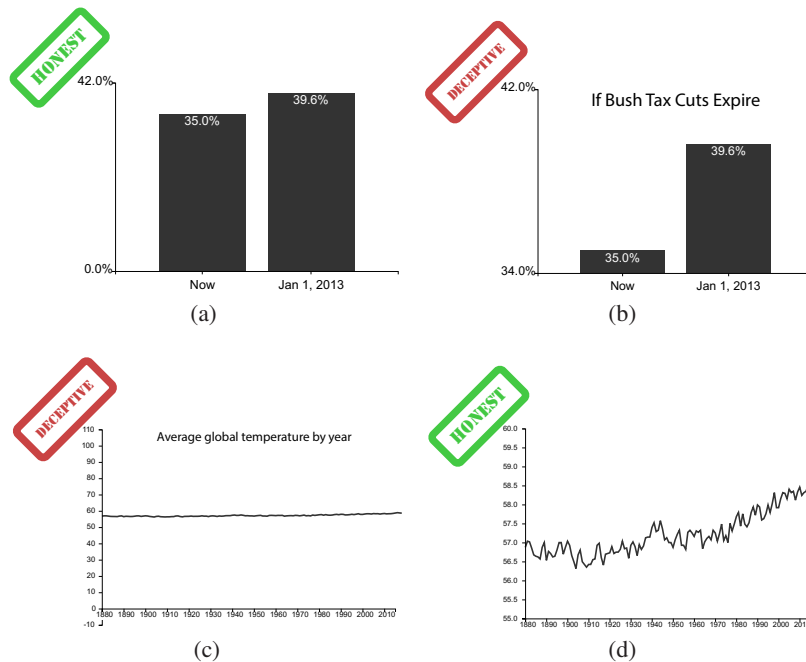 HONEST
42.0%
35.0%
39.6%
0.0%
Now
Jan 1, 2013
(a)
DECEPTIVE
42.0%
If Bush Tax Cuts Expire
39.6%
35.0%
34.0%
Now
Jan 1, 2013
(b)
DECEPTIVE
Average global temperature by year
110
100
90
80
70
60
50
40
30
20
10
0
-10
1880 1890 1900 1910 1920 1930 1940 1950 1960 1970 1980 1990 2000 2010
(c)
HONEST
60.0
59.5
59.0
58.5
58.0
57.5
57.0
56.5
56.0
55.5
55.0
1880 1890 1900 1910 1920 1930 1940 1950 1960 1970 1980 1990 2000 2010
(d)